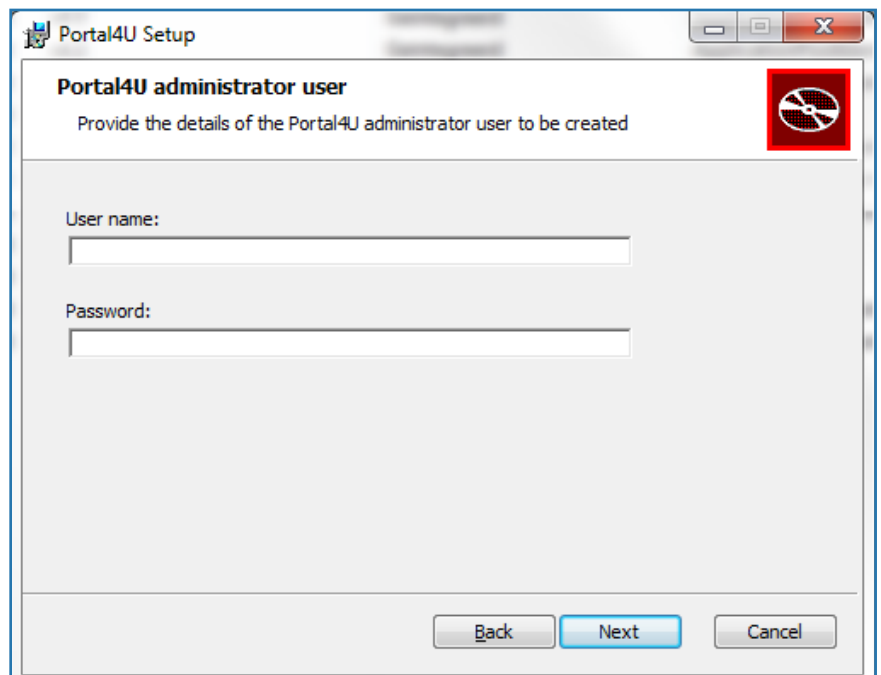 Portal4U Setup
Portal4U administrator user
Provide the details of the Portal4U administrator user to be created
User name:
Password:
Back
Next
Cancel